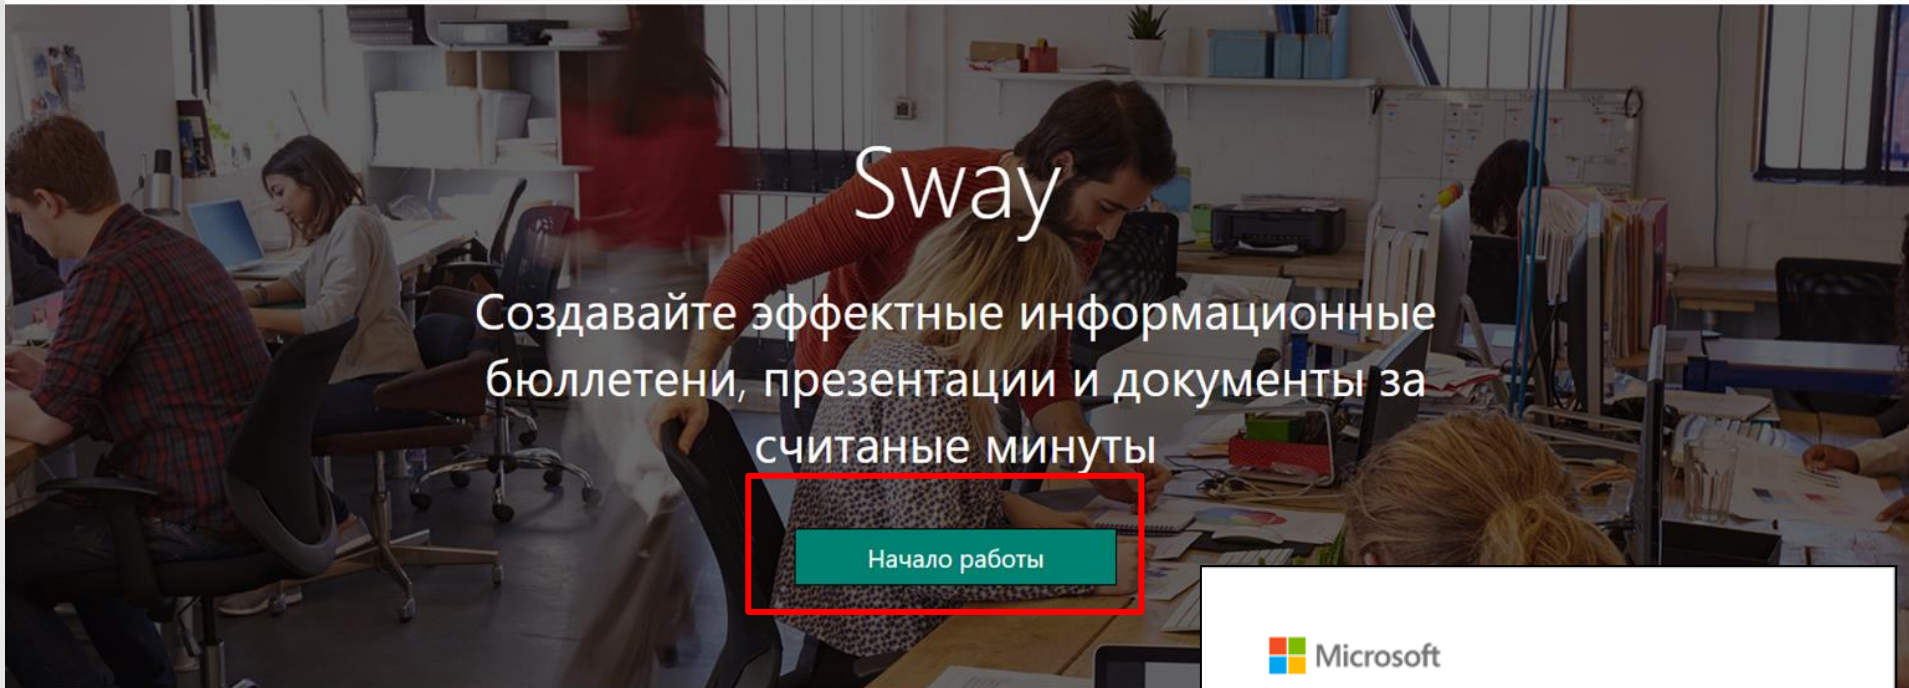 Sway
Создавайте эффектные информационные
бюллетени, презентации и документы за
считаные минуты
Начало работы
Microsoft